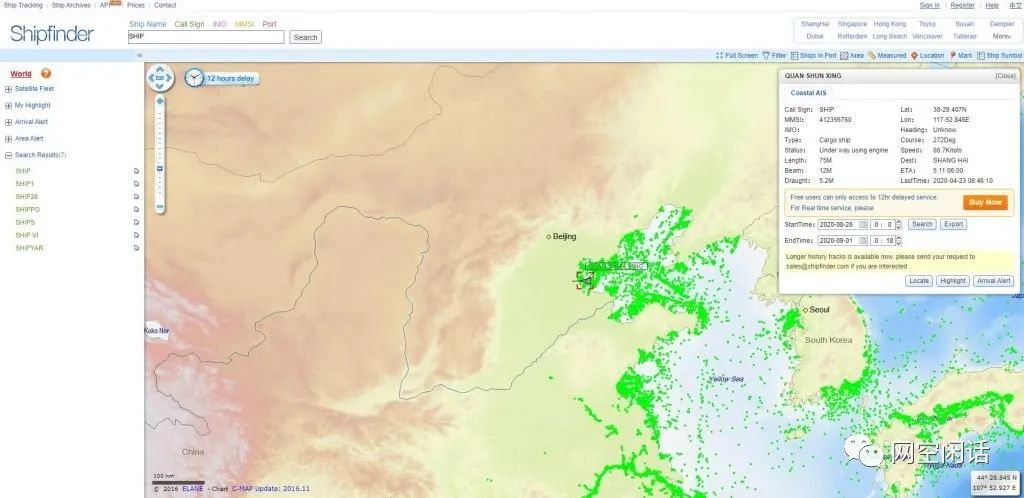 Ship Tracking | Ship Archives | API | Prices | Contact
Sign In | Register | Help | 中文
Shipfinder
Ship Name Call Sign IMO MMSI Port
SHIP Search
ShangHai Singapore Hong Kong Toyko Busan Dampier
Dubai Rotterdam Long Beach Vancouver Tubarao More»
«
Full Screen Filter Ships in Port Area Measured Location Mark Ship Symbol
World
Satellite Fleet
My Highlight
Arrival Alert
Area Alert
Search Results(7)
SHIP
SHIP1
SHIP28
SHIPPO
SHIPS
SHIP VI
SHIPYAR
12 hours delay
QUAN SHUN XING [Close]
Coastal AIS
Call Sign: SHIP Lat: 38-29.407N
MMSI: 412356760 Lon: 117-52.846E
IMO: Heading: Unknow
Type: Cargo ship Course: 272Deg
Status: Under way using engine Speed: 86.7Knots
Length: 75M Dest: SHANG HAI
Beam: 12M ETA: 5.11 06:00
Draught: 5.2M LastTime: 2020-04-23 08:46:10
Free users can only access to 12hr delayed service.
For Real time service, please
Buy Now
StartTime: 2020-08-26 0 : 0 Search Export
EndTime: 2020-09-01 0 : 18
Longer history tracks is available now, please send your request to
sales@shipfinder.com if you are interested
Locate Highlight Arrival Alert
Beijing
Seoul
South Korea
Koko Nor
Yellow Sea
China
网空闲话
100 nm
© 2016 ELANE - Chart C-MAP Update: 2016.11
44° 28.845 N
107° 52.927 E